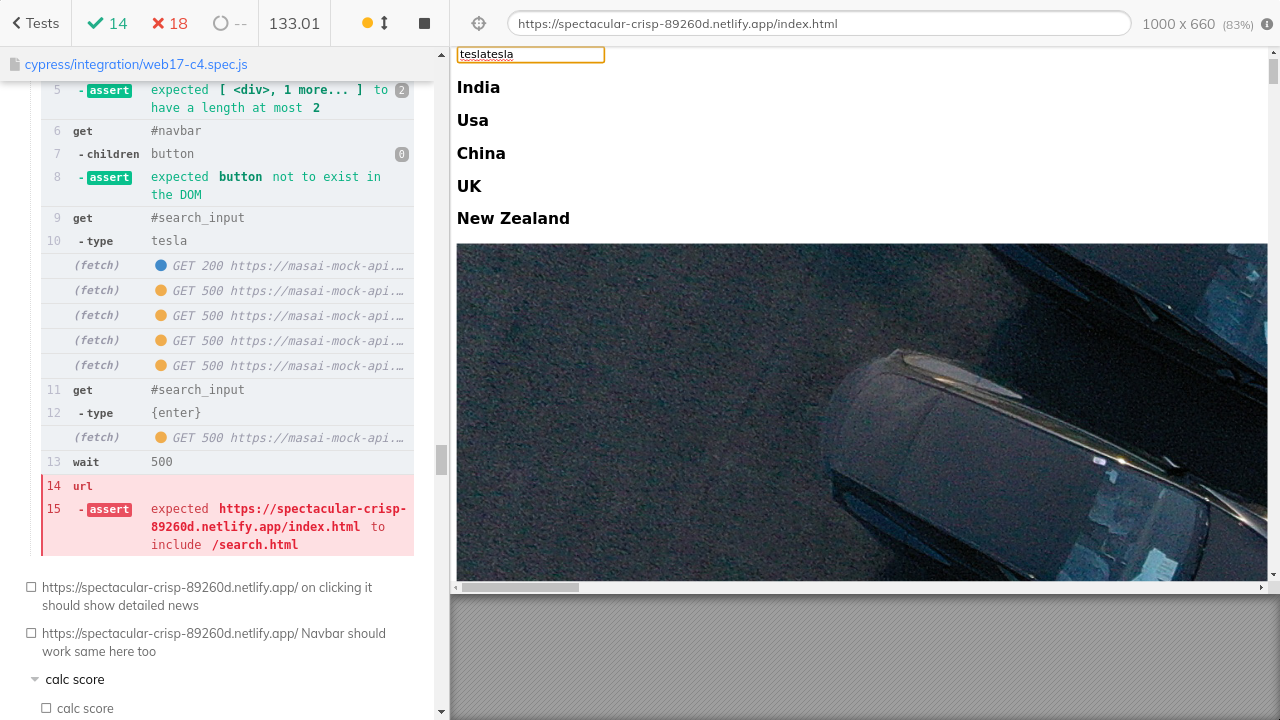 Tests
14
18
--
133.01
https://spectacular-crisp-89260d.netlify.app/index.html
1000 x 660 (83%)
cypress/integration/web17-c4.spec.js
5 -assert expected [ <div>, 1 more... ] to 2
have a length at most 2
6 get #navbar
7 -children button 0
8 -assert expected button not to exist in
the DOM
9 get #search_input
10 -type tesla
(fetch) GET 200 https://masai-mock-api.…
(fetch) GET 500 https://masai-mock-api.…
(fetch) GET 500 https://masai-mock-api.…
(fetch) GET 500 https://masai-mock-api.…
(fetch) GET 500 https://masai-mock-api.…
11 get #search_input
12 -type {enter}
(fetch) GET 500 https://masai-mock-api.…
13 wait 500
14 url
15 -assert expected https://spectacular-crisp-
89260d.netlify.app/index.html to
include /search.html
https://spectacular-crisp-89260d.netlify.app/ on clicking it
should show detailed news
https://spectacular-crisp-89260d.netlify.app/ Navbar should
work same here too
calc score
calc score
teslatesla
India
Usa
China
UK
New Zealand